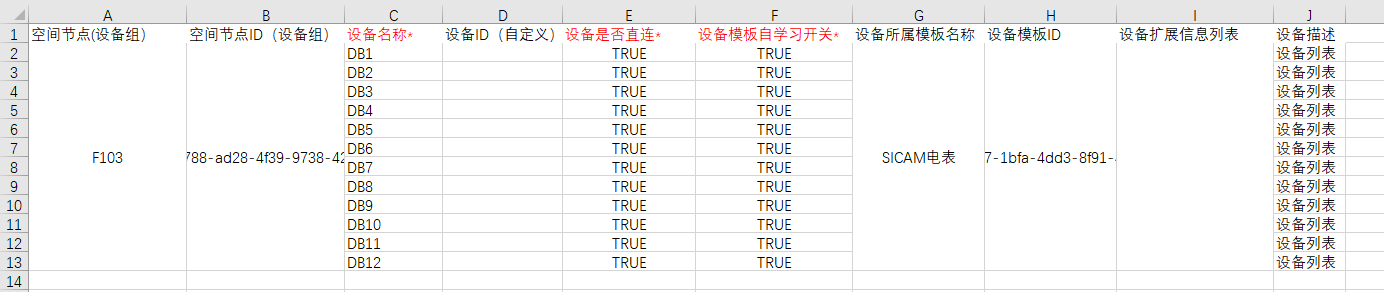 A B C D E F G H I J
1 空间节点(设备组） 空间节点ID（设备组） 设备名称* 设备ID（自定义） 设备是否直连* 设备模板自学习开关* 设备所属模板名称 设备模板ID 设备扩展信息列表 设备描述
2 DB1 TRUE TRUE 设备列表
3 DB2 TRUE TRUE 设备列表
4 DB3 TRUE TRUE 设备列表
5 DB4 TRUE TRUE 设备列表
6 DB5 TRUE TRUE 设备列表
7 DB6 TRUE TRUE 设备列表
F103 788-ad28-4f39-9738-42 SICAM电表 7-1bfa-4dd3-8f91-
8 DB7 TRUE TRUE 设备列表
9 DB8 TRUE TRUE 设备列表
10 DB9 TRUE TRUE 设备列表
11 DB10 TRUE TRUE 设备列表
12 DB11 TRUE TRUE 设备列表
13 DB12 TRUE TRUE 设备列表
14